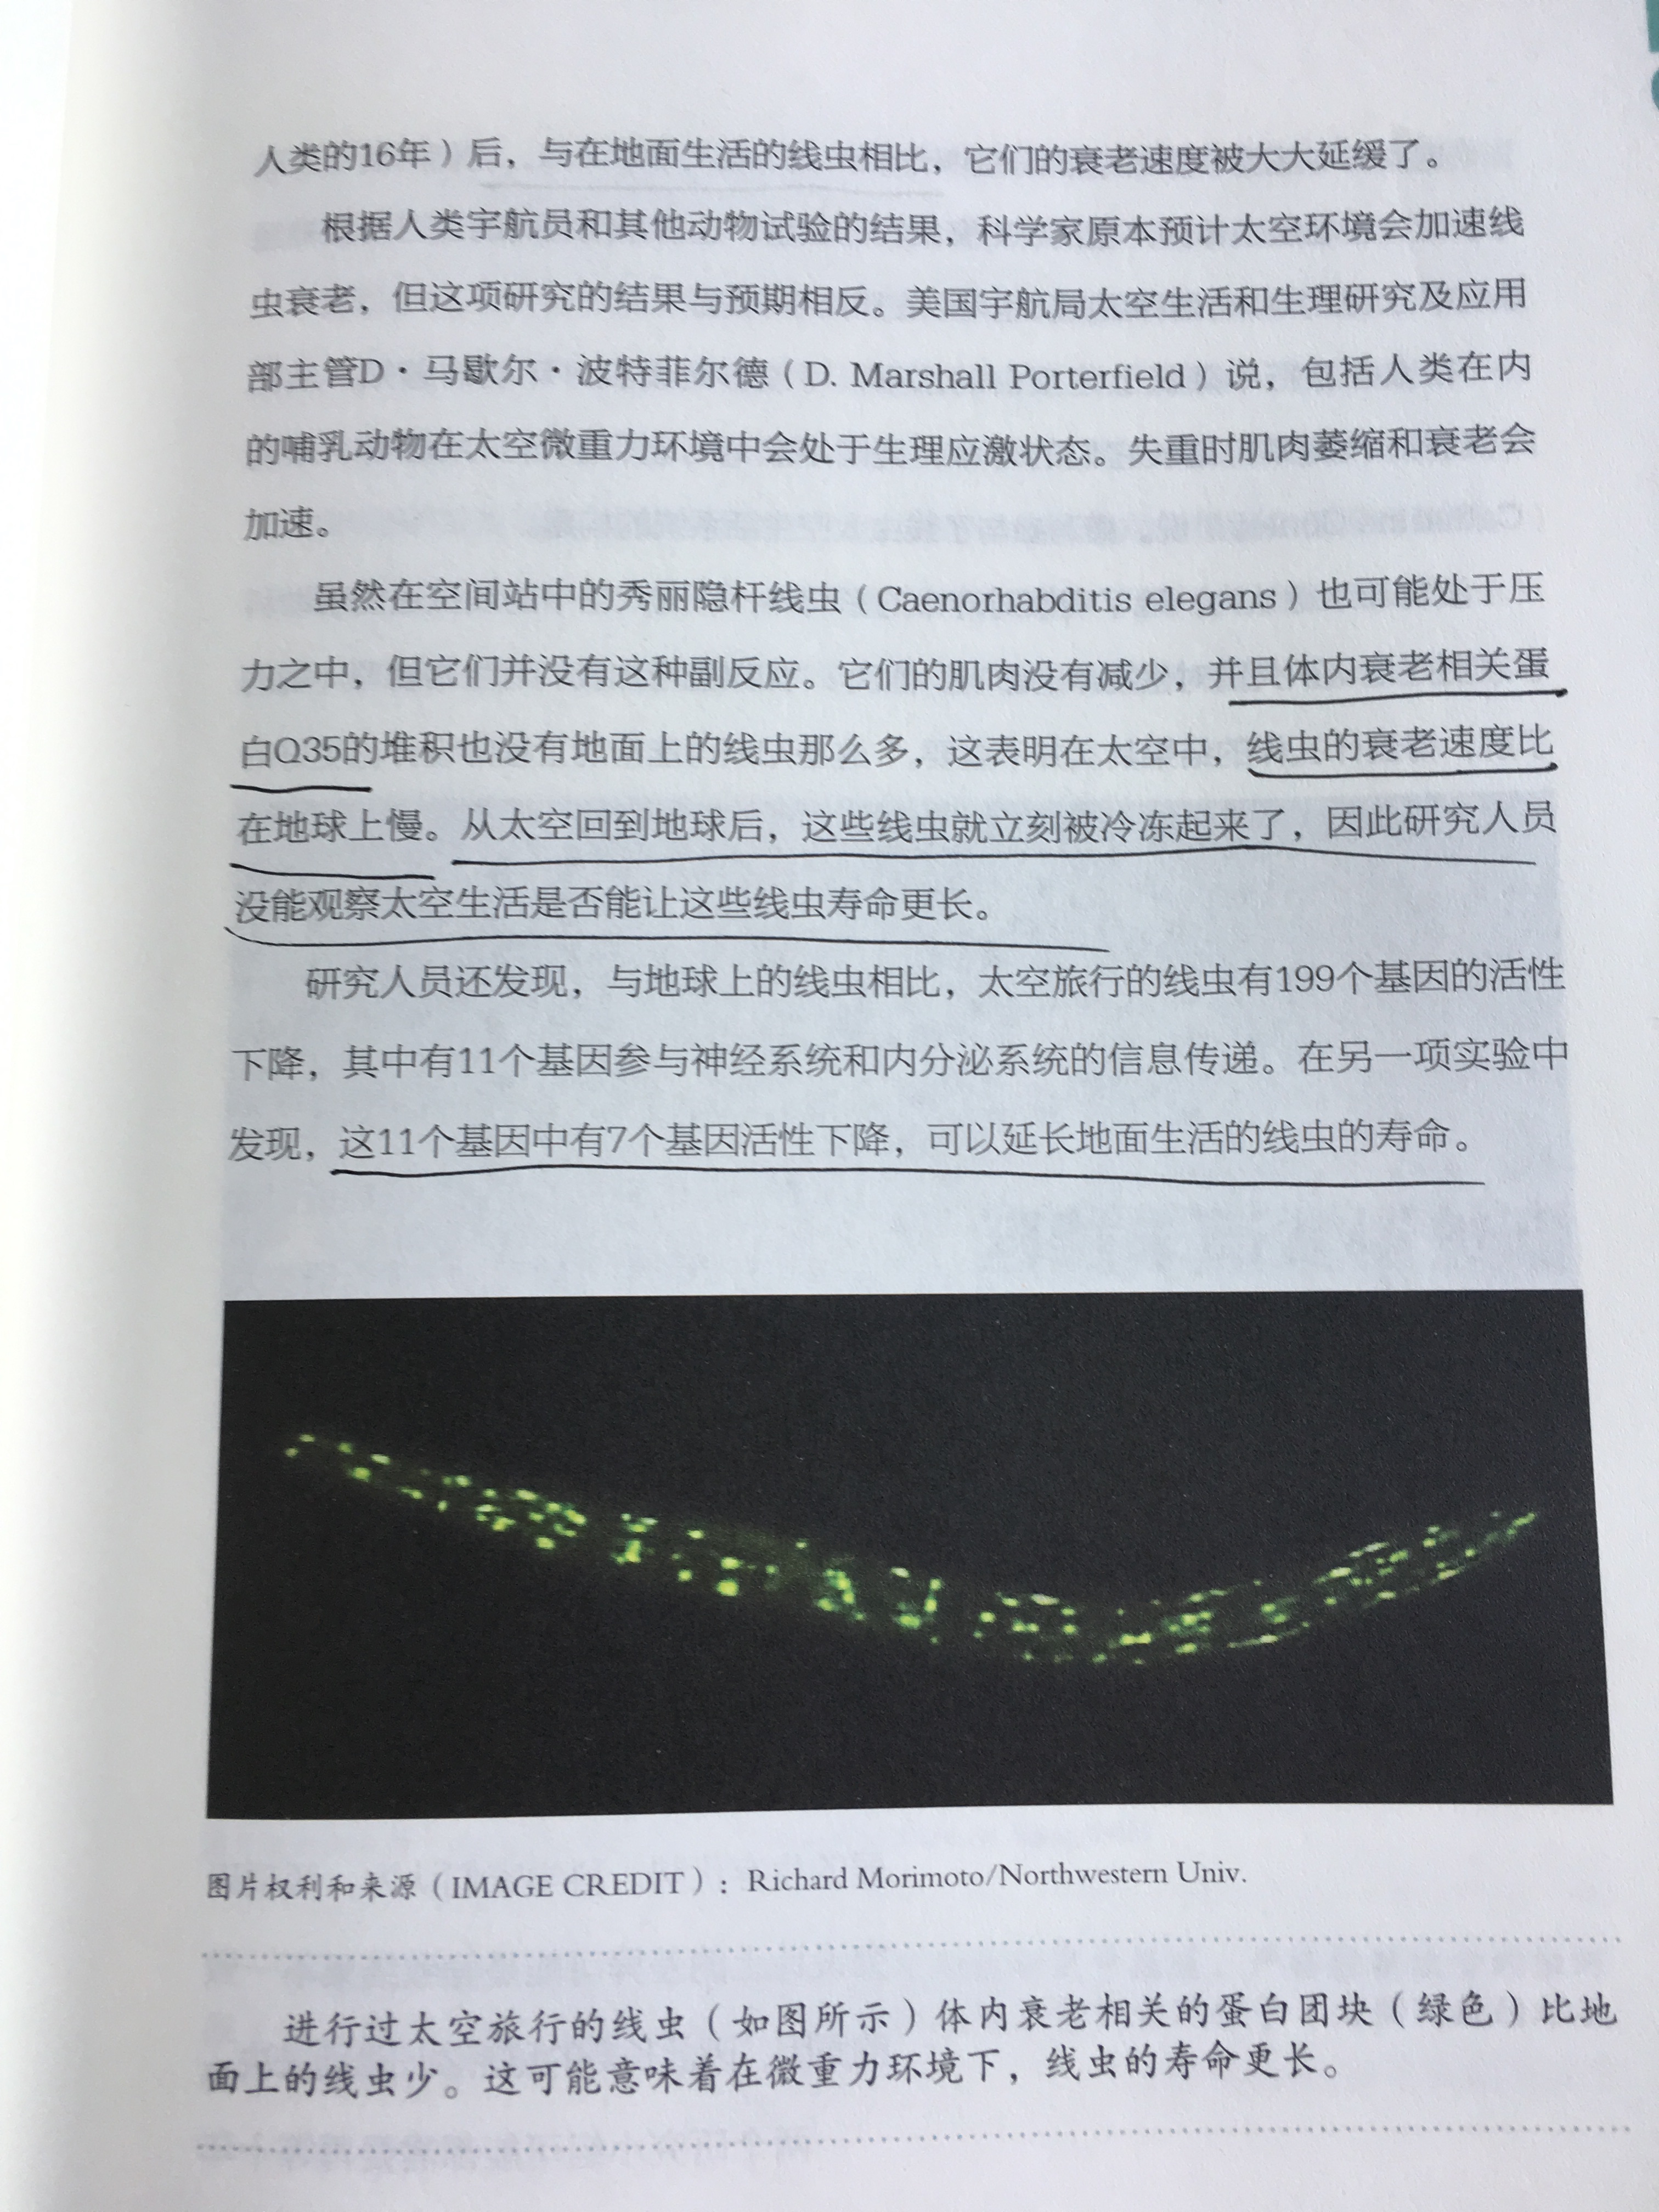 人类的16年）后，与在地面生活的线虫相比，它们的衰老速度被大大延缓了。
根据人类宇航员和其他动物试验的结果，科学家原本预计太空环境会加速线
虫衰老，但这项研究的结果与预期相反。美国宇航局太空生活和生理研究及应用
部主管D·马歇尔·波特菲尔德（D. Marshall Porterfield）说，包括人类在内
的哺乳动物在太空微重力环境中会处于生理应激状态。失重时肌肉萎缩和衰老会
加速。
虽然在空间站中的秀丽隐杆线虫（Caenorhabditis elegans）也可能处于压
力之中，但它们并没有这种副反应。它们的肌肉没有减少，并且体内衰老相关蛋
白Q35的堆积也没有地面上的线虫那么多，这表明在太空中，线虫的衰老速度比
在地球上慢。从太空回到地球后，这些线虫就立刻被冷冻起来了，因此研究人员
没能观察太空生活是否能让这些线虫寿命更长。
研究人员还发现，与地球上的线虫相比，太空旅行的线虫有199个基因的活性
下降，其中有11个基因参与神经系统和内分泌系统的信息传递。在另一项实验中
发现，这11个基因中有7个基因活性下降，可以延长地面生活的线虫的寿命。
图片权利和来源（IMAGE CREDIT）：Richard Morimoto/Northwestern Univ.
进行过太空旅行的线虫（如图所示）体内衰老相关的蛋白团块（绿色）比地
面上的线虫少。这可能意味着在微重力环境下，线虫的寿命更长。